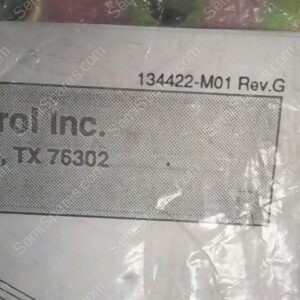 134422-M01 Rev.G
rol Inc.
, TX 76302